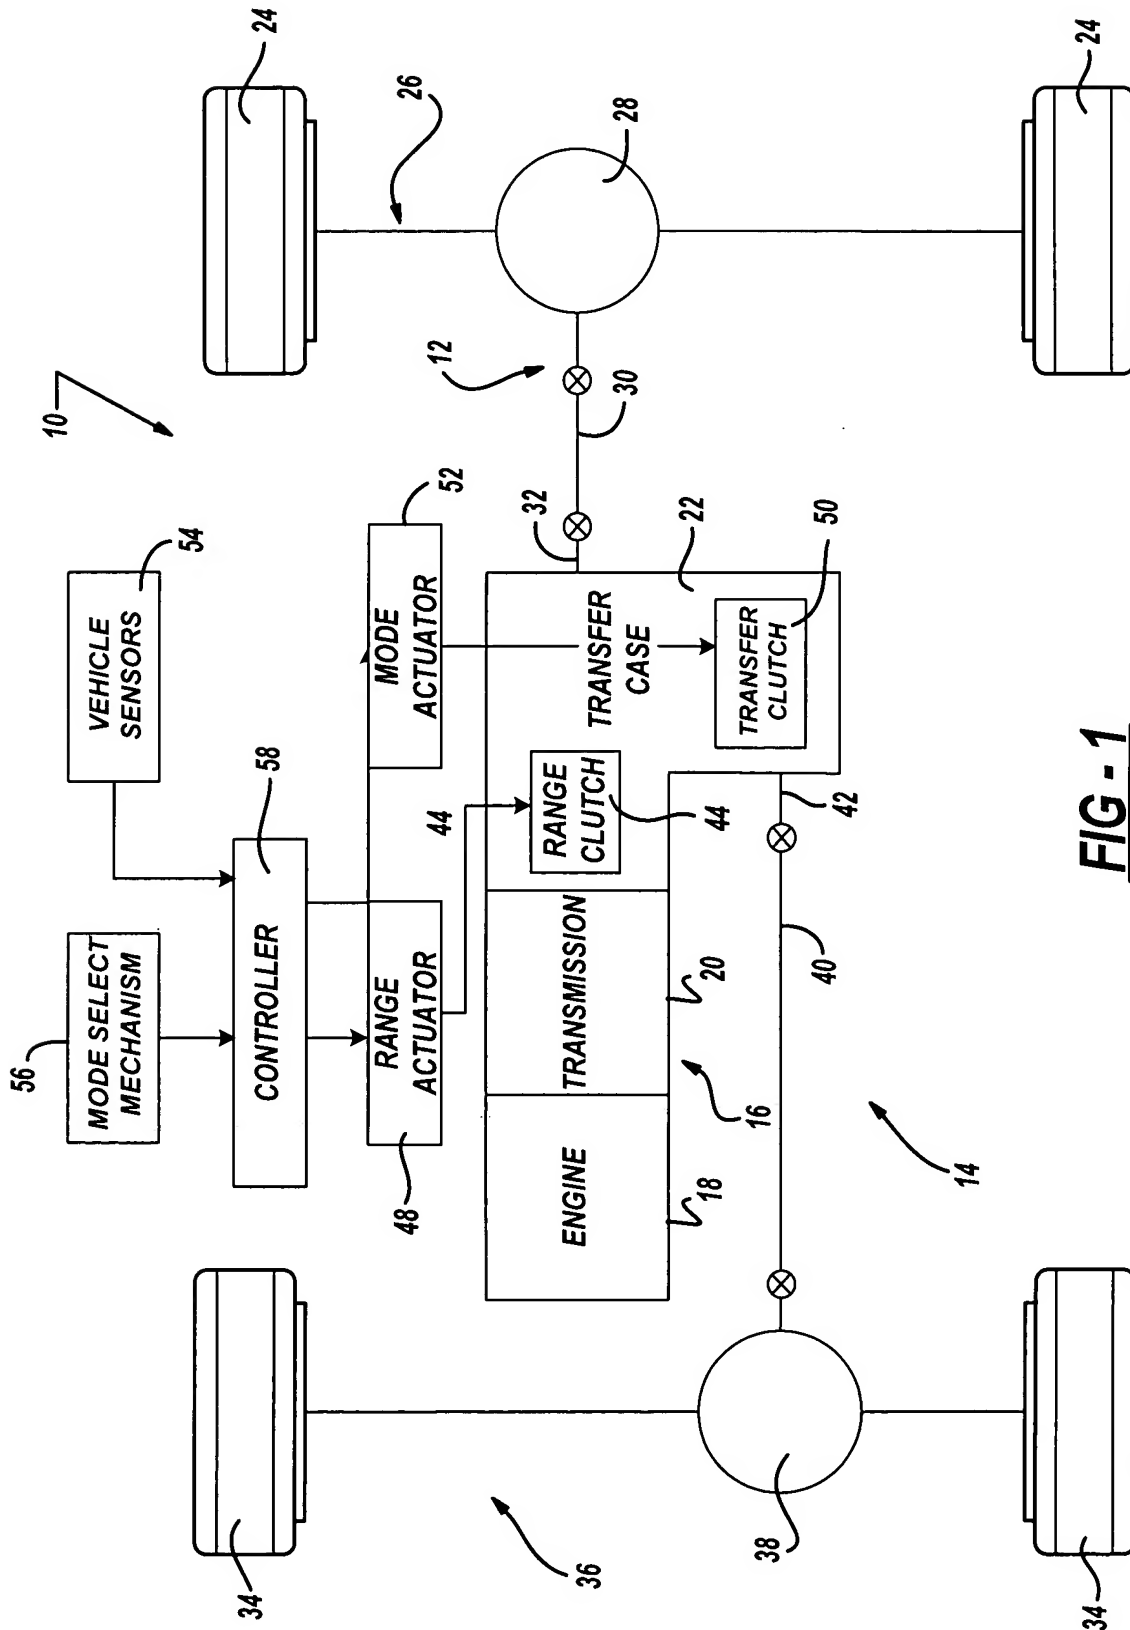 56
10
MODE SELECT
MECHANISM
VEHICLE
SENSORS
54
34
CONTROLLER
58
24
48
RANGE
ACTUATOR
44
MODE
ACTUATOR
52
12
26
36
ENGINE
TRANSMISSION
RANGE
CLUTCH
TRANSFER
CASE
32
30
28
18
20
44
22
16
TRANSFER
CLUTCH
50
38
40
42
14
34
24
FIG - 1